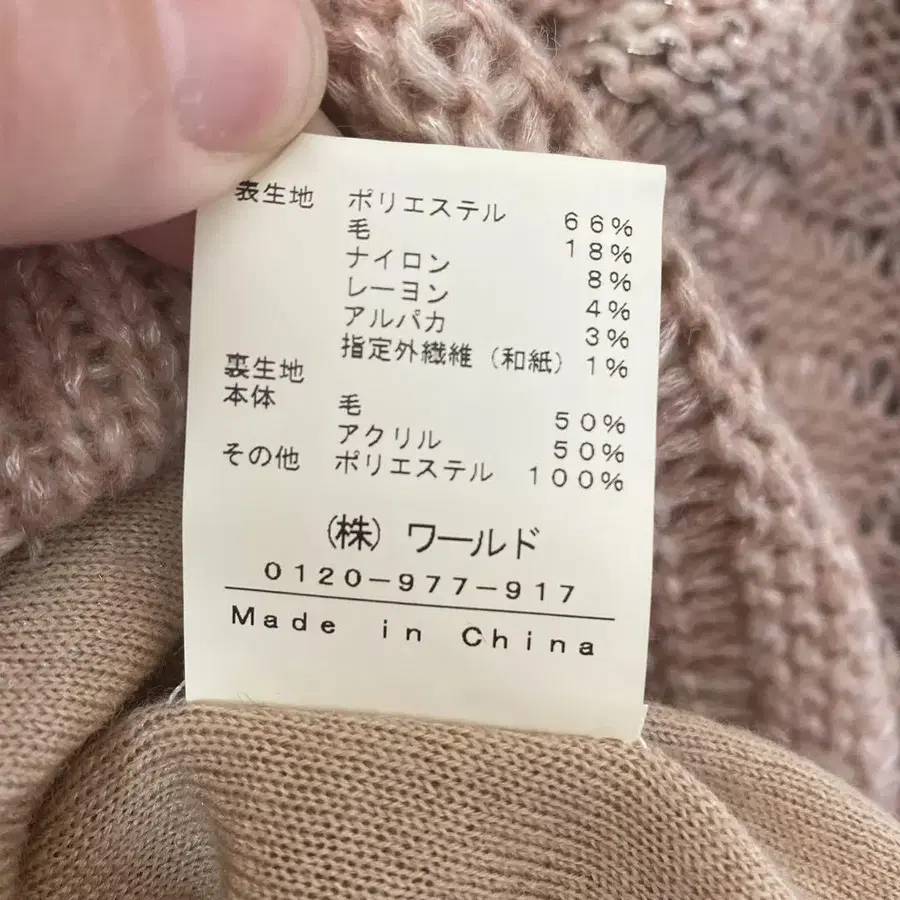 表生地 ポリエステル 66%
毛 18%
ナイロン 8%
レーヨン 4%
アルパカ 3%
指定外繊維（和紙） 1%
裏生地
本体 毛 50%
アクリル 50%
その他 ポリエステル 100%
(株) ワールド
0120-977-917
Made in China